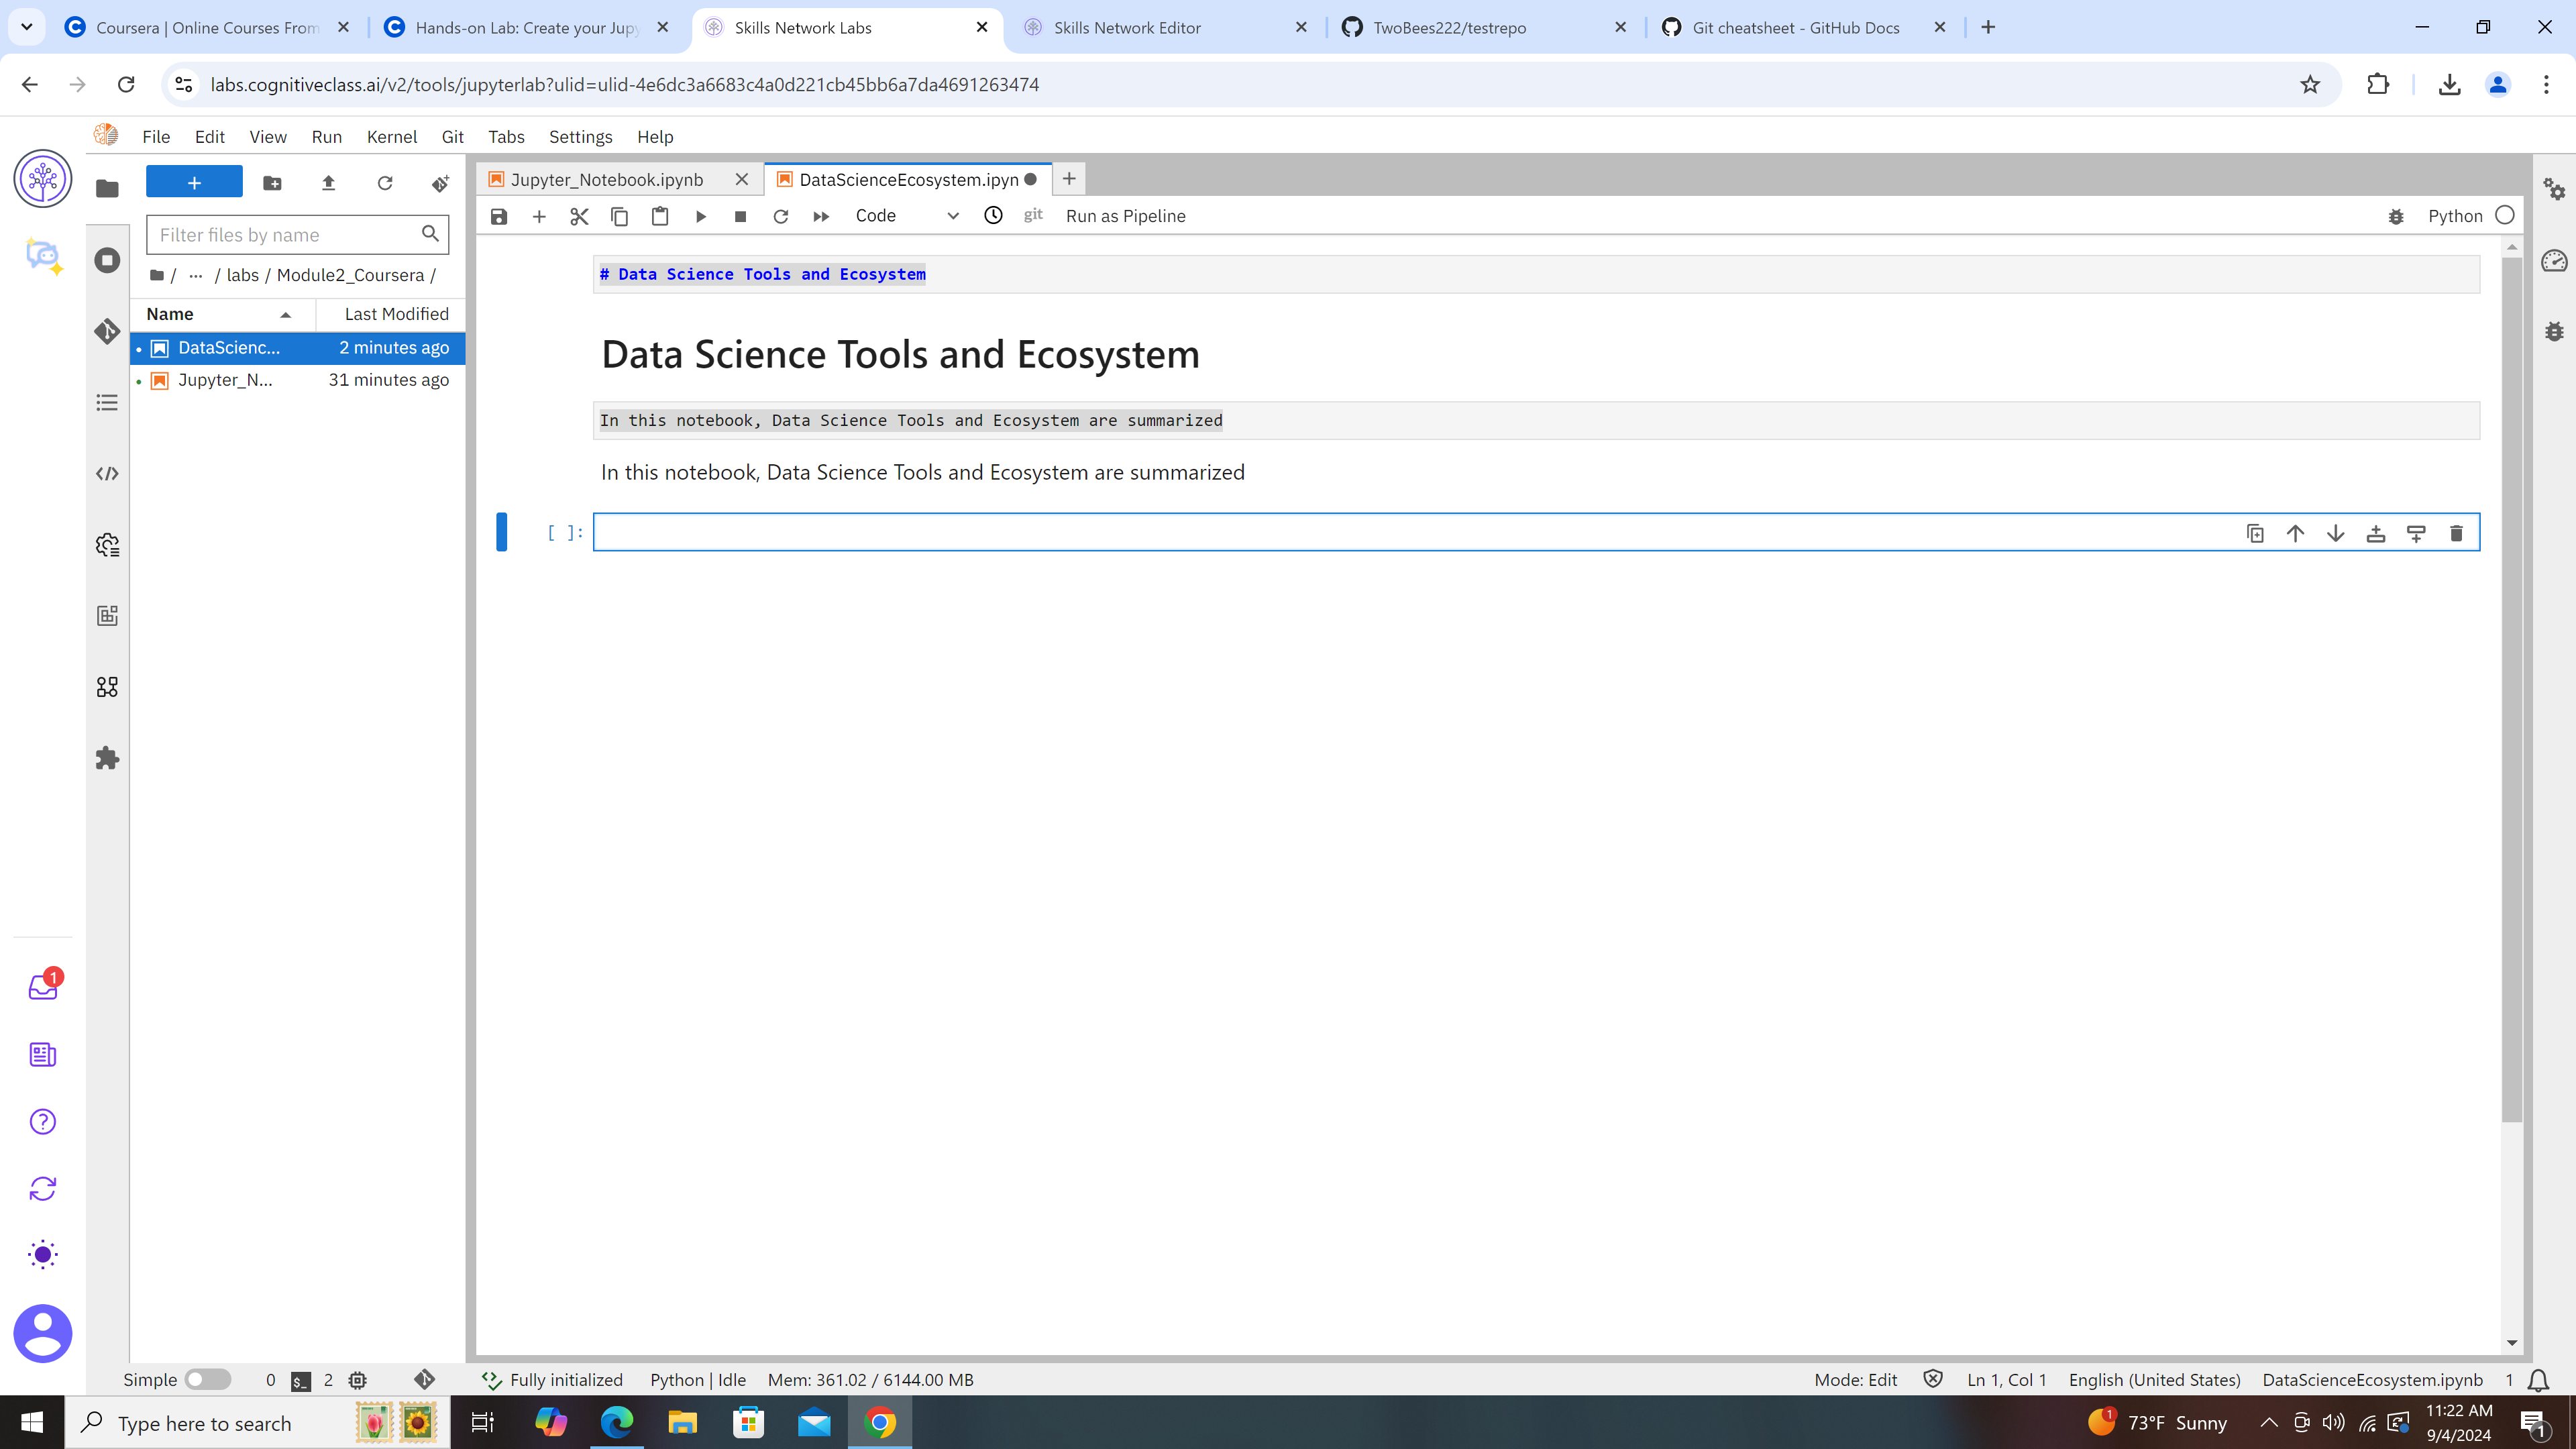 Coursera | Online Courses From
Hands-on Lab: Create your Jupy
Skills Network Labs
Skills Network Editor
TwoBees222/testrepo
Git cheatsheet - GitHub Docs
labs.cognitiveclass.ai/v2/tools/jupyterlab?ulid=ulid-4e6dc3a6683c4a0d221cb45bb6a7da4691263474
File Edit View Run Kernel Git Tabs Settings Help
Jupyter_Notebook.ipynb
DataScienceEcosystem.ipyn
Code
git
Run as Pipeline
Python
Filter files by name
/ ··· / labs / Module2_Coursera /
Name
Last Modified
DataScienc... 2 minutes ago
Jupyter_N... 31 minutes ago
# Data Science Tools and Ecosystem
Data Science Tools and Ecosystem
In this notebook, Data Science Tools and Ecosystem are summarized
In this notebook, Data Science Tools and Ecosystem are summarized
[ ]:
1
Simple
0
$_
2
Fully initialized
Python | Idle
Mem: 361.02 / 6144.00 MB
Mode: Edit
Ln 1, Col 1
English (United States)
DataScienceEcosystem.ipynb
1
Type here to search
1
73°F Sunny
11:22 AM
9/4/2024
1